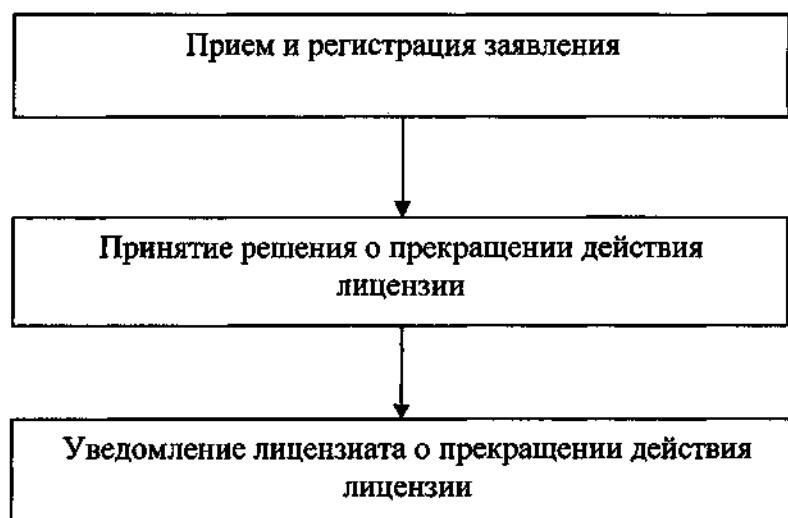 Прием и регистрация заявления
Принятие решения о прекращении действия
лицензии
Уведомление лицензиата о прекращении действия
лицензии